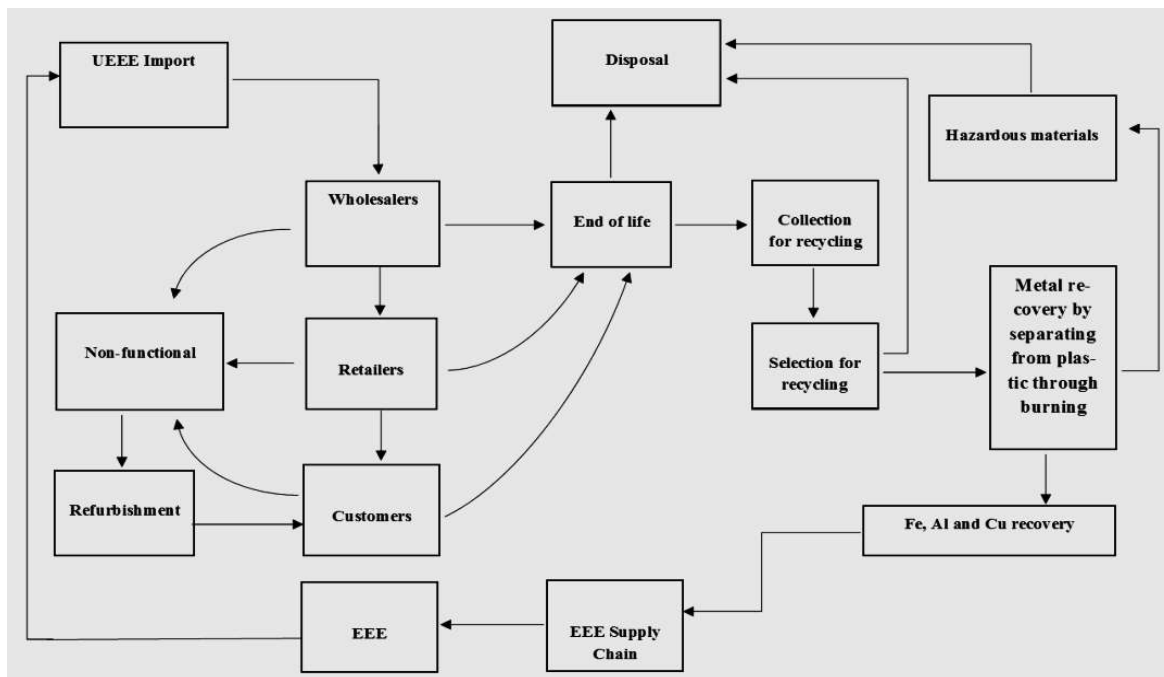 UEEE Import
Disposal
Hazardous materials
Wholesalers
End of life
Collection
for recycling
Non-functional
Retailers
Selection for
recycling
Metal re-
covery by
separating
from plas-
tic through
burning
Refurbishment
Customers
Fe, Al and Cu recovery
EEE
EEE Supply
Chain